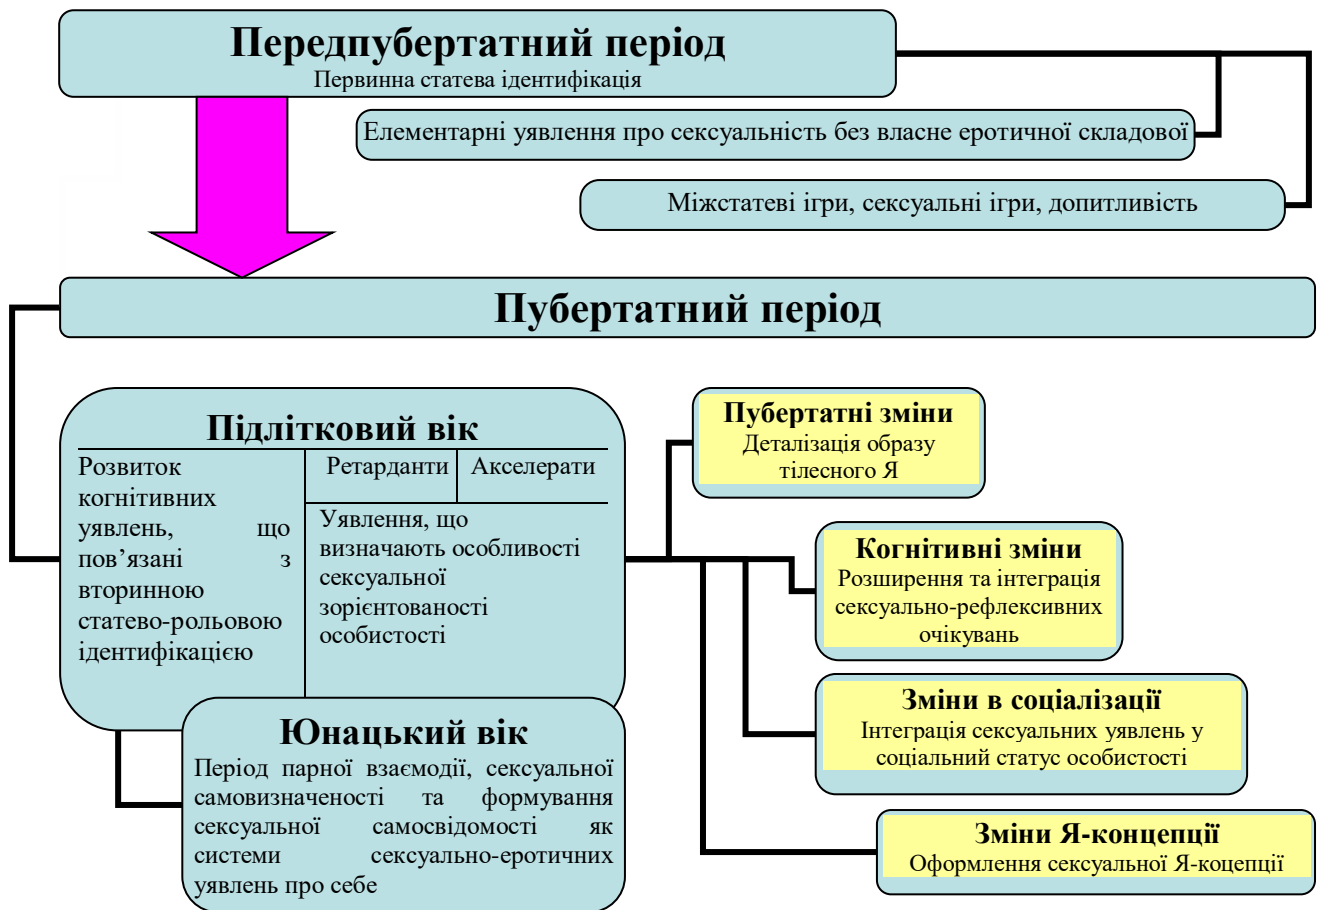 Передпубертатний період
Первинна статева ідентифікація
Елементарні уявлення про сексуальність без власне еротичної складової
Міжстатеві ігри, сексуальні ігри, допитливість
Пубертатний період
Підлітковий вік
Розвиток
когнітивних
уявлень, що
пов’язані з
вторинною
статево-рольовою
ідентифікацією
Ретарданти
Акселерати
Уявлення, що
визначають особливості
сексуальної
зорієнтованості
особистості
Юнацький вік
Період парної взаємодії, сексуальної
самовизначеності та формування
сексуальної самосвідомості як
системи сексуально-еротичних
уявлень про себе
Пубертатні зміни
Деталізація образу
тілесного Я
Когнітивні зміни
Розширення та інтеграція
сексуально-рефлексивних
очікувань
Зміни в соціалізації
Інтеграція сексуальних уявлень у
соціальний статус особистості
Зміни Я-концепції
Оформлення сексуальної Я-коцепції